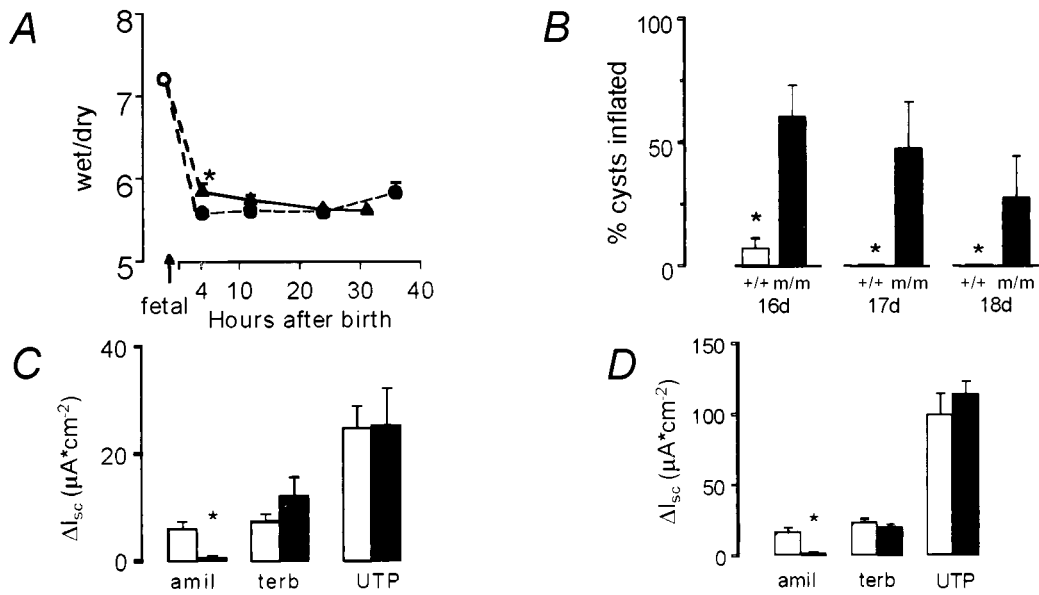 A
wet/dry
8
7
6
5
*
*
fetal
4 10 20 30 40
Hours after birth
B
% cysts inflated
100
50
0
* * *
+/+ m/m +/+ m/m +/+ m/m
16d 17d 18d
C
ΔIsc (µA*cm-2)
40
20
0
*
amil terb UTP
D
ΔIsc (µA*cm-2)
150
100
50
0
*
amil terb UTP